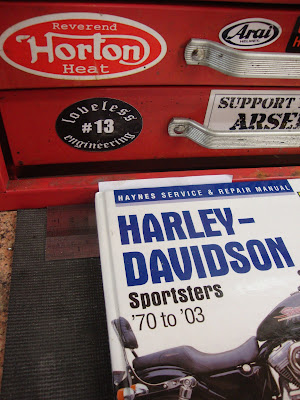 Reverend
Horton
Heat
Arai
HELMET
loveless
#13
engineering
SUPPORT
ARSE
HAYNES SERVICE & REPAIR MANUAL
HARLEY-
DAVIDSON
Sportsters
'70 to '03